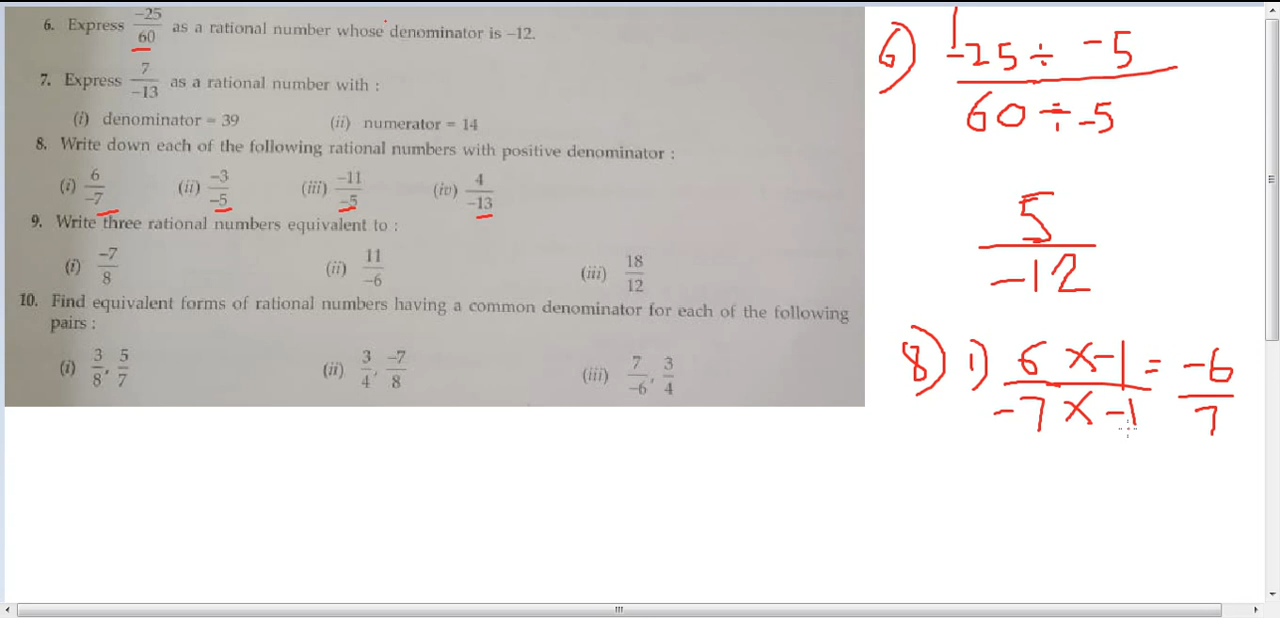 6. Express -25/60 as a rational number whose denominator is –12.
7. Express 7/-13 as a rational number with :
(i) denominator = 39 (ii) numerator = 14
8. Write down each of the following rational numbers with positive denominator :
(i) 6/-7 (ii) -3/-5 (iii) -11/-5 (iv) 4/-13
9. Write three rational numbers equivalent to :
(i) -7/8 (ii) 11/-6 (iii) 18/12
10. Find equivalent forms of rational numbers having a common denominator for each of the following
pairs :
(i) 3/8, 5/7 (ii) 3/4, -7/8 (iii) 7/-6, 3/4
6) -25 ÷ -5
60 ÷ -5
5
-12
8) 1) 6 × -1 = -6
-7 × -1 7